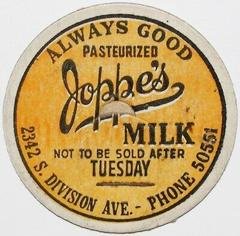 ALWAYS GOOD
PASTEURIZED
Joppe's
MILK
NOT TO BE SOLD AFTER
TUESDAY
2342 S. DIVISION AVE. - PHONE 50551